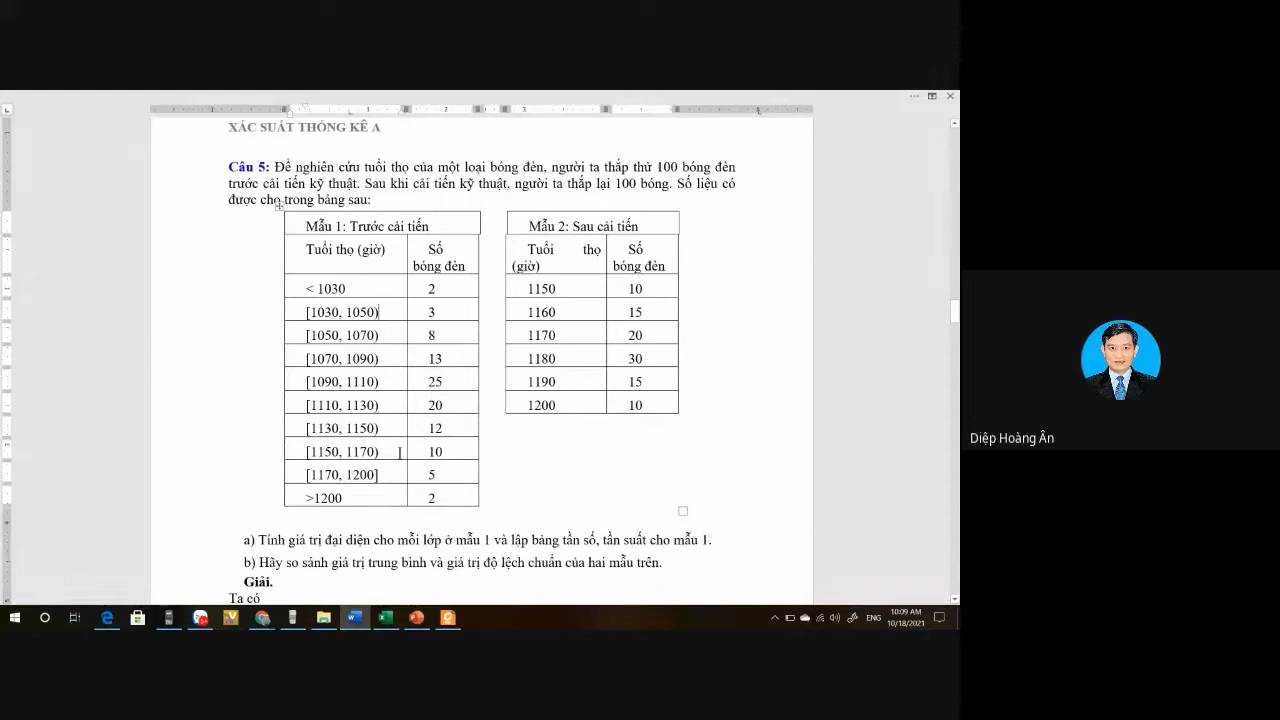 XÁC SUẤT THỐNG KÊ A
Câu 5: Để nghiên cứu tuổi thọ của một loại bóng đèn, người ta thắp thử 100 bóng đèn
trước cải tiến kỹ thuật. Sau khi cải tiến kỹ thuật, người ta thắp lại 100 bóng. Số liệu có
được cho trong bảng sau:
Mẫu 1: Trước cải tiến
Tuổi thọ (giờ) Số
bóng đèn
< 1030 2
[1030, 1050) 3
[1050, 1070) 8
[1070, 1090) 13
[1090, 1110) 25
[1110, 1130) 20
[1130, 1150) 12
[1150, 1170) 10
[1170, 1200] 5
>1200 2
Mẫu 2: Sau cải tiến
Tuổi thọ Số
(giờ) bóng đèn
1150 10
1160 15
1170 20
1180 30
1190 15
1200 10
a) Tính giá trị đại diện cho mỗi lớp ở mẫu 1 và lập bảng tần số, tần suất cho mẫu 1.
b) Hãy so sánh giá trị trung bình và giá trị độ lệch chuẩn của hai mẫu trên.
Giải.
Ta có
Diệp Hoàng Ân
ENG
10:09 AM
10/18/2021